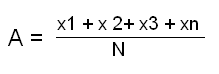 A = x1 + x 2+ x3 + xn
N